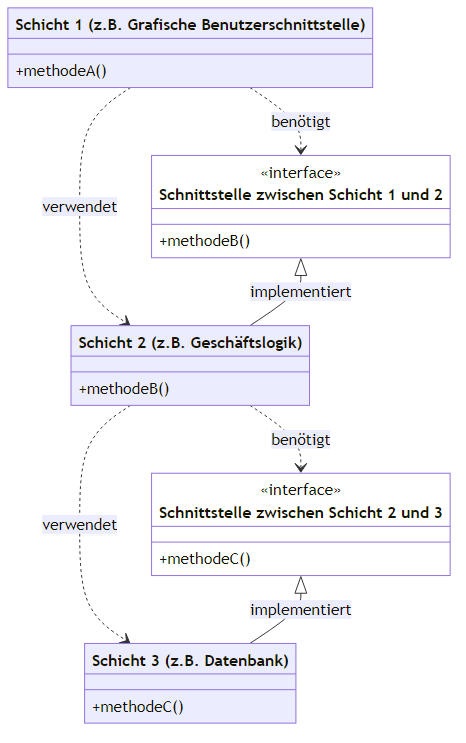 Schicht 1 (z.B. Grafische Benutzerschnittstelle)
+methodeA()
benötigt
«interface»
Schnittstelle zwischen Schicht 1 und 2
verwendet
+methodeB()
implementiert
Schicht 2 (z.B. Geschäftslogik)
+methodeB()
benötigt
«interface»
Schnittstelle zwischen Schicht 2 und 3
verwendet
+methodeC()
implementiert
Schicht 3 (z.B. Datenbank)
+methodeC()